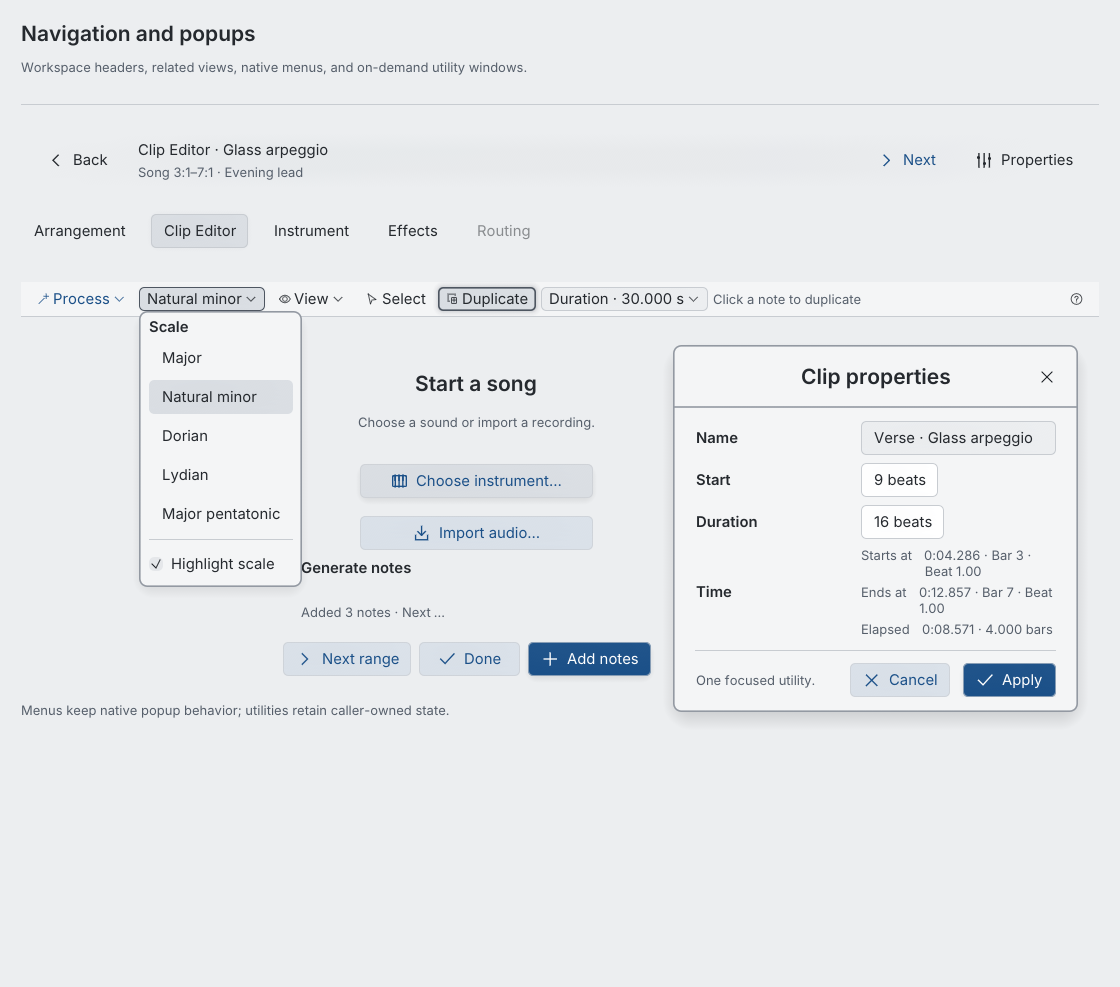 Navigation and popups
Workspace headers, related views, native menus, and on-demand utility windows.
Back
Clip Editor · Glass arpeggio
Song 3:1–7:1 · Evening lead
Next
Properties
Arrangement
Clip Editor
Instrument
Effects
Routing
Process
Natural minor
View
Select
Duplicate
Duration · 30.000 s
Click a note to duplicate
Scale
Major
Natural minor
Dorian
Lydian
Major pentatonic
Highlight scale
Start a song
Choose a sound or import a recording.
Choose instrument...
Import audio...
Generate notes
Added 3 notes · Next ...
Next range
Done
Add notes
Clip properties
Name
Verse · Glass arpeggio
Start
9 beats
Duration
16 beats
Time
Starts at 0:04.286 · Bar 3 ·
Beat 1.00
Ends at 0:12.857 · Bar 7 · Beat
1.00
Elapsed 0:08.571 · 4.000 bars
One focused utility.
Cancel
Apply
Menus keep native popup behavior; utilities retain caller-owned state.